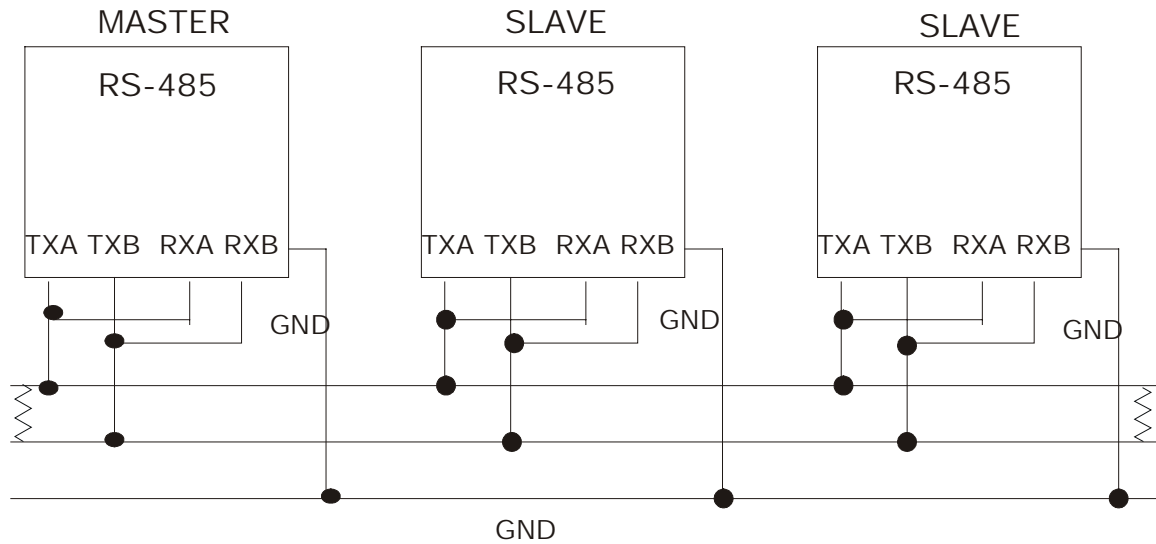 MASTER SLAVE SLAVE
RS-485 RS-485 RS-485
TXA TXB RXA RXB TXA TXB RXA RXB TXA TXB RXA RXB
GND GND GND
GND